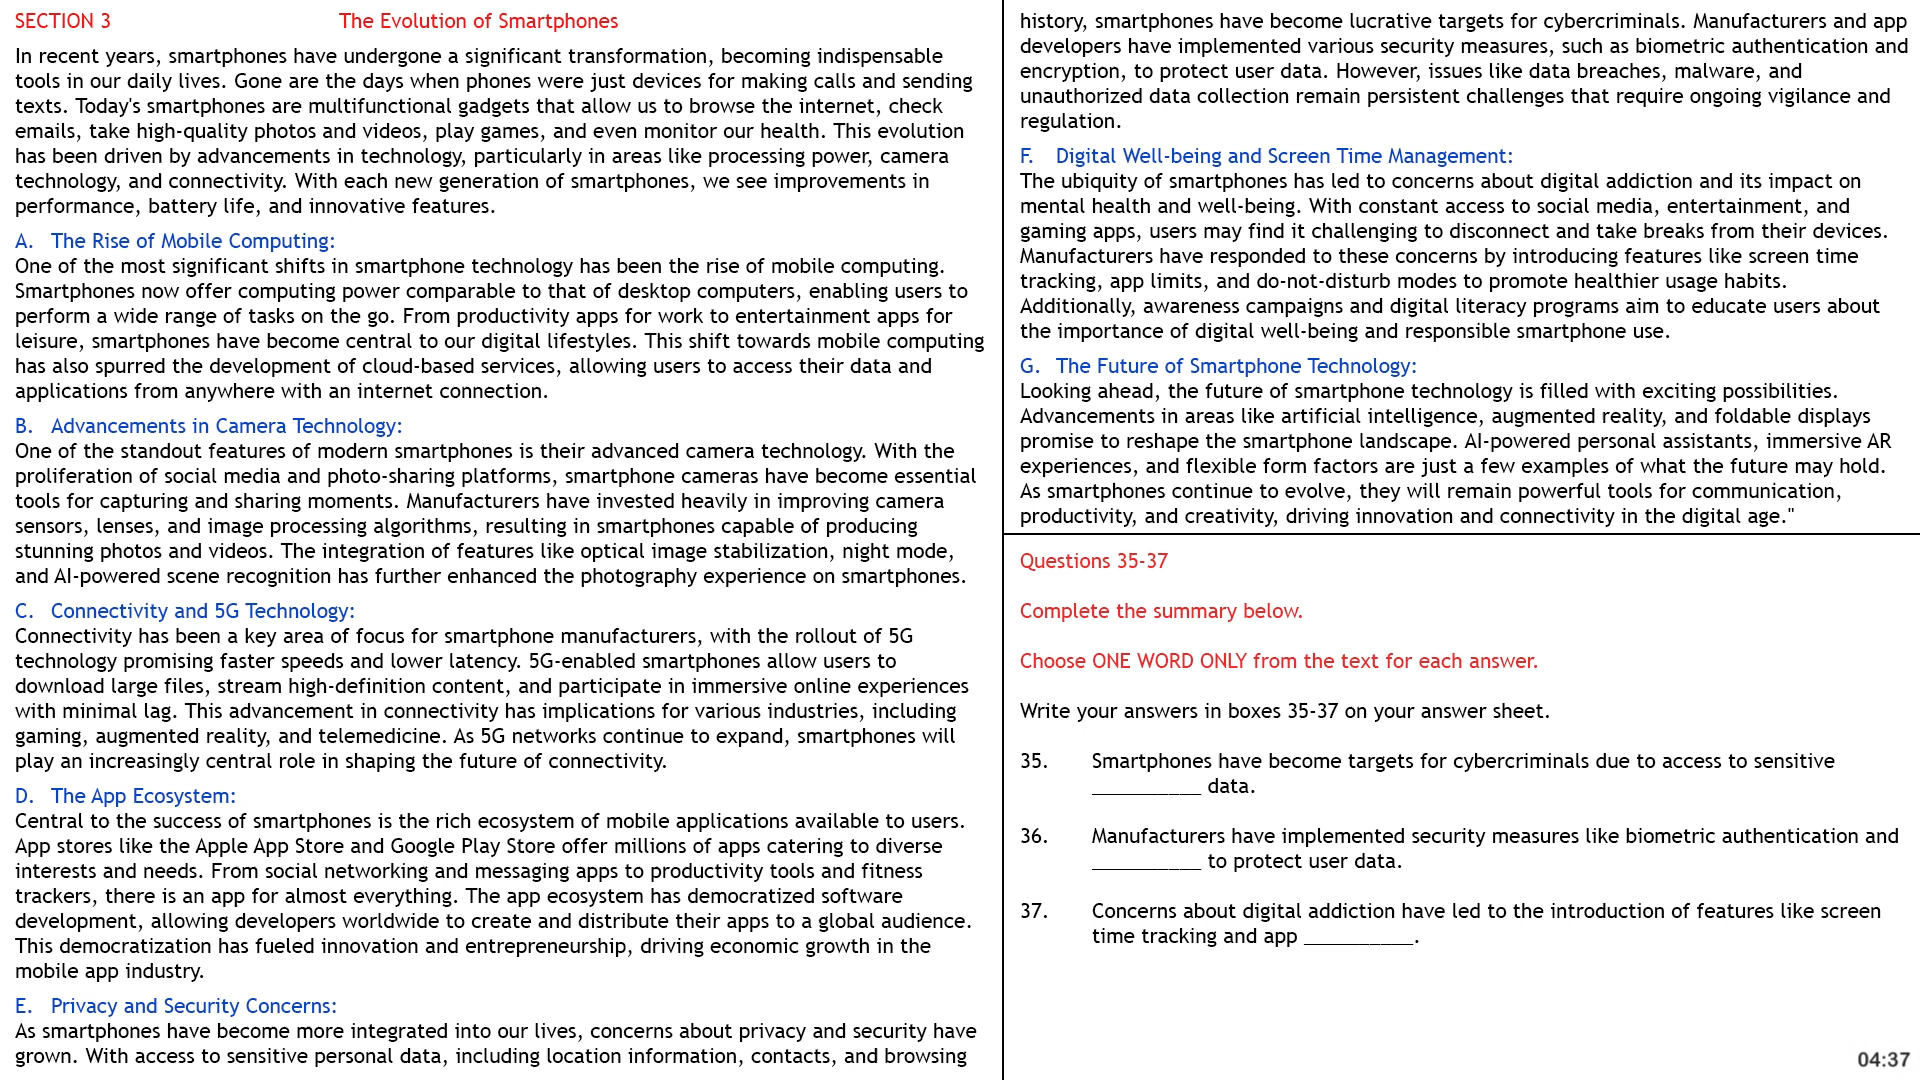 SECTION 3 The Evolution of Smartphones
In recent years, smartphones have undergone a significant transformation, becoming indispensable
tools in our daily lives. Gone are the days when phones were just devices for making calls and sending
texts. Today's smartphones are multifunctional gadgets that allow us to browse the internet, check
emails, take high-quality photos and videos, play games, and even monitor our health. This evolution
has been driven by advancements in technology, particularly in areas like processing power, camera
technology, and connectivity. With each new generation of smartphones, we see improvements in
performance, battery life, and innovative features.
A. The Rise of Mobile Computing:
One of the most significant shifts in smartphone technology has been the rise of mobile computing.
Smartphones now offer computing power comparable to that of desktop computers, enabling users to
perform a wide range of tasks on the go. From productivity apps for work to entertainment apps for
leisure, smartphones have become central to our digital lifestyles. This shift towards mobile computing
has also spurred the development of cloud-based services, allowing users to access their data and
applications from anywhere with an internet connection.
B. Advancements in Camera Technology:
One of the standout features of modern smartphones is their advanced camera technology. With the
proliferation of social media and photo-sharing platforms, smartphone cameras have become essential
tools for capturing and sharing moments. Manufacturers have invested heavily in improving camera
sensors, lenses, and image processing algorithms, resulting in smartphones capable of producing
stunning photos and videos. The integration of features like optical image stabilization, night mode,
and AI-powered scene recognition has further enhanced the photography experience on smartphones.
C. Connectivity and 5G Technology:
Connectivity has been a key area of focus for smartphone manufacturers, with the rollout of 5G
technology promising faster speeds and lower latency. 5G-enabled smartphones allow users to
download large files, stream high-definition content, and participate in immersive online experiences
with minimal lag. This advancement in connectivity has implications for various industries, including
gaming, augmented reality, and telemedicine. As 5G networks continue to expand, smartphones will
play an increasingly central role in shaping the future of connectivity.
D. The App Ecosystem:
Central to the success of smartphones is the rich ecosystem of mobile applications available to users.
App stores like the Apple App Store and Google Play Store offer millions of apps catering to diverse
interests and needs. From social networking and messaging apps to productivity tools and fitness
trackers, there is an app for almost everything. The app ecosystem has democratized software
development, allowing developers worldwide to create and distribute their apps to a global audience.
This democratization has fueled innovation and entrepreneurship, driving economic growth in the
mobile app industry.
E. Privacy and Security Concerns:
As smartphones have become more integrated into our lives, concerns about privacy and security have
grown. With access to sensitive personal data, including location information, contacts, and browsing
history, smartphones have become lucrative targets for cybercriminals. Manufacturers and app
developers have implemented various security measures, such as biometric authentication and
encryption, to protect user data. However, issues like data breaches, malware, and
unauthorized data collection remain persistent challenges that require ongoing vigilance and
regulation.
F. Digital Well-being and Screen Time Management:
The ubiquity of smartphones has led to concerns about digital addiction and its impact on
mental health and well-being. With constant access to social media, entertainment, and
gaming apps, users may find it challenging to disconnect and take breaks from their devices.
Manufacturers have responded to these concerns by introducing features like screen time
tracking, app limits, and do-not-disturb modes to promote healthier usage habits.
Additionally, awareness campaigns and digital literacy programs aim to educate users about
the importance of digital well-being and responsible smartphone use.
G. The Future of Smartphone Technology:
Looking ahead, the future of smartphone technology is filled with exciting possibilities.
Advancements in areas like artificial intelligence, augmented reality, and foldable displays
promise to reshape the smartphone landscape. AI-powered personal assistants, immersive AR
experiences, and flexible form factors are just a few examples of what the future may hold.
As smartphones continue to evolve, they will remain powerful tools for communication,
productivity, and creativity, driving innovation and connectivity in the digital age."
Questions 35-37
Complete the summary below.
Choose ONE WORD ONLY from the text for each answer.
Write your answers in boxes 35-37 on your answer sheet.
35. Smartphones have become targets for cybercriminals due to access to sensitive
__________ data.
36. Manufacturers have implemented security measures like biometric authentication and
__________ to protect user data.
37. Concerns about digital addiction have led to the introduction of features like screen
time tracking and app __________.
04:37